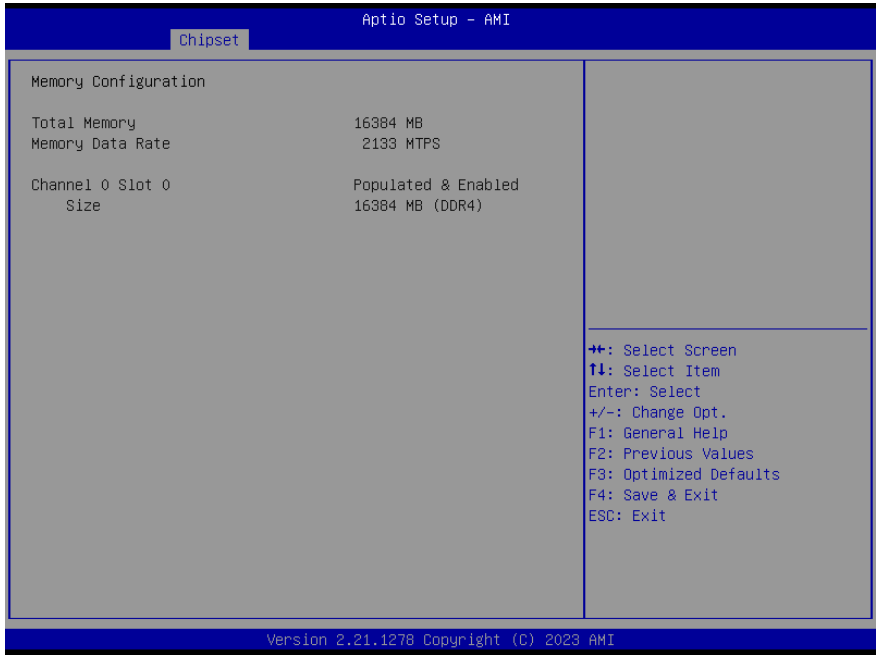 Aptio Setup – AMI
Chipset
Memory Configuration
Total Memory 16384 MB
Memory Data Rate 2133 MTPS
Channel 0 Slot 0 Populated & Enabled
Size 16384 MB (DDR4)
→←: Select Screen
↑↓: Select Item
Enter: Select
+/-: Change Opt.
F1: General Help
F2: Previous Values
F3: Optimized Defaults
F4: Save & Exit
ESC: Exit
Version 2.21.1278 Copyright (C) 2023 AMI